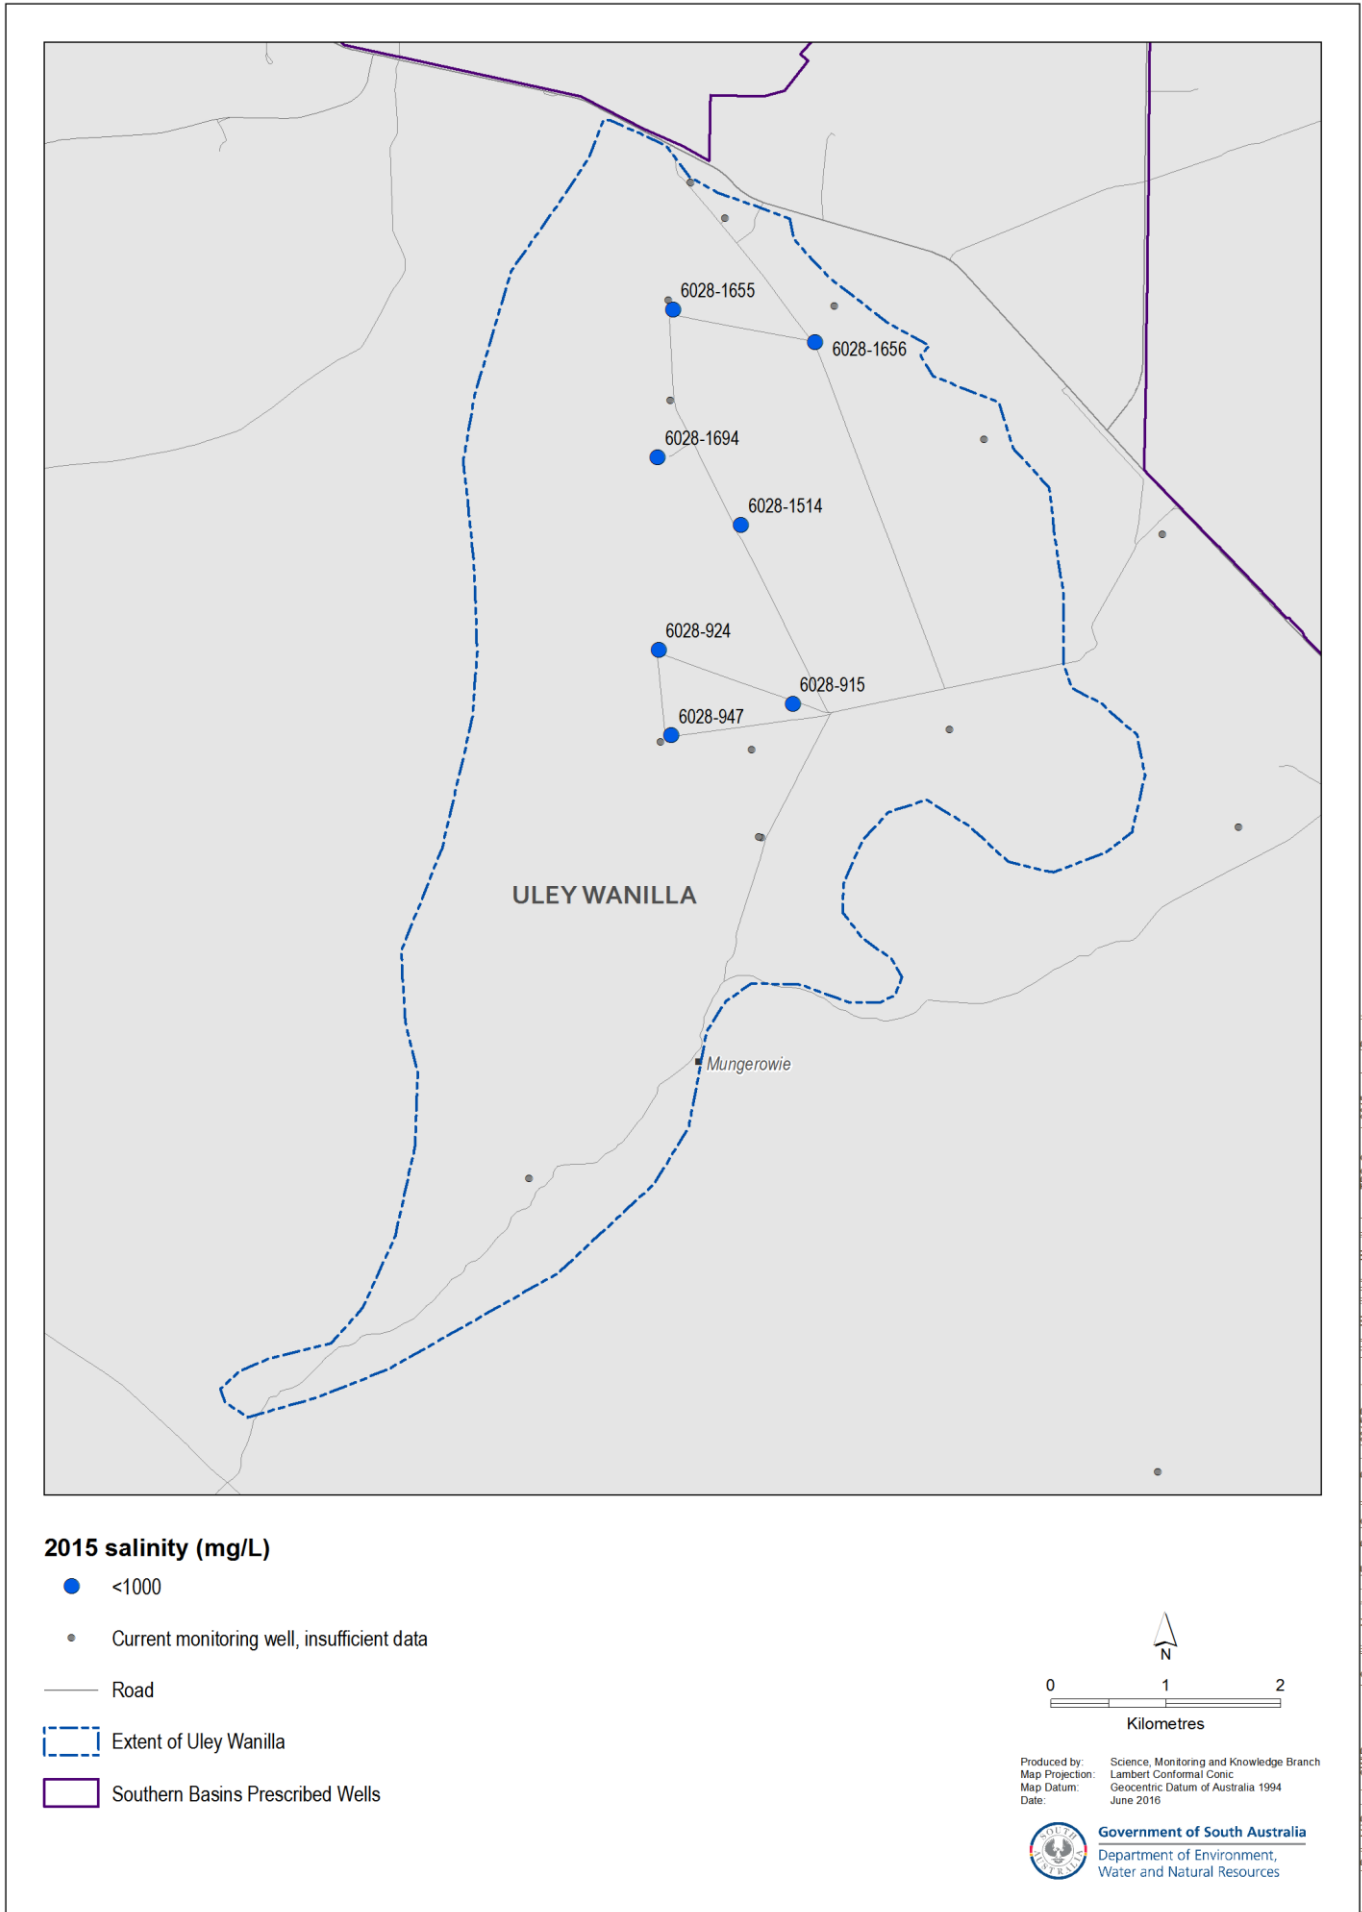 6028-1655
6028-1656
6028-1694
6028-1514
6028-924
6028-915
6028-947
ULEY WANILLA
Mungerowie
2015 salinity (mg/L)
<1000
Current monitoring well, insufficient data
Road
Extent of Uley Wanilla
Southern Basins Prescribed Wells
N
0 1 2
Kilometres
Produced by: Science, Monitoring and Knowledge Branch
Map Projection: Lambert Conformal Conic
Map Datum: Geocentric Datum of Australia 1994
Date: June 2016
SOUTH
AUSTRALIA
Government of South Australia
Department of Environment,
Water and Natural Resources